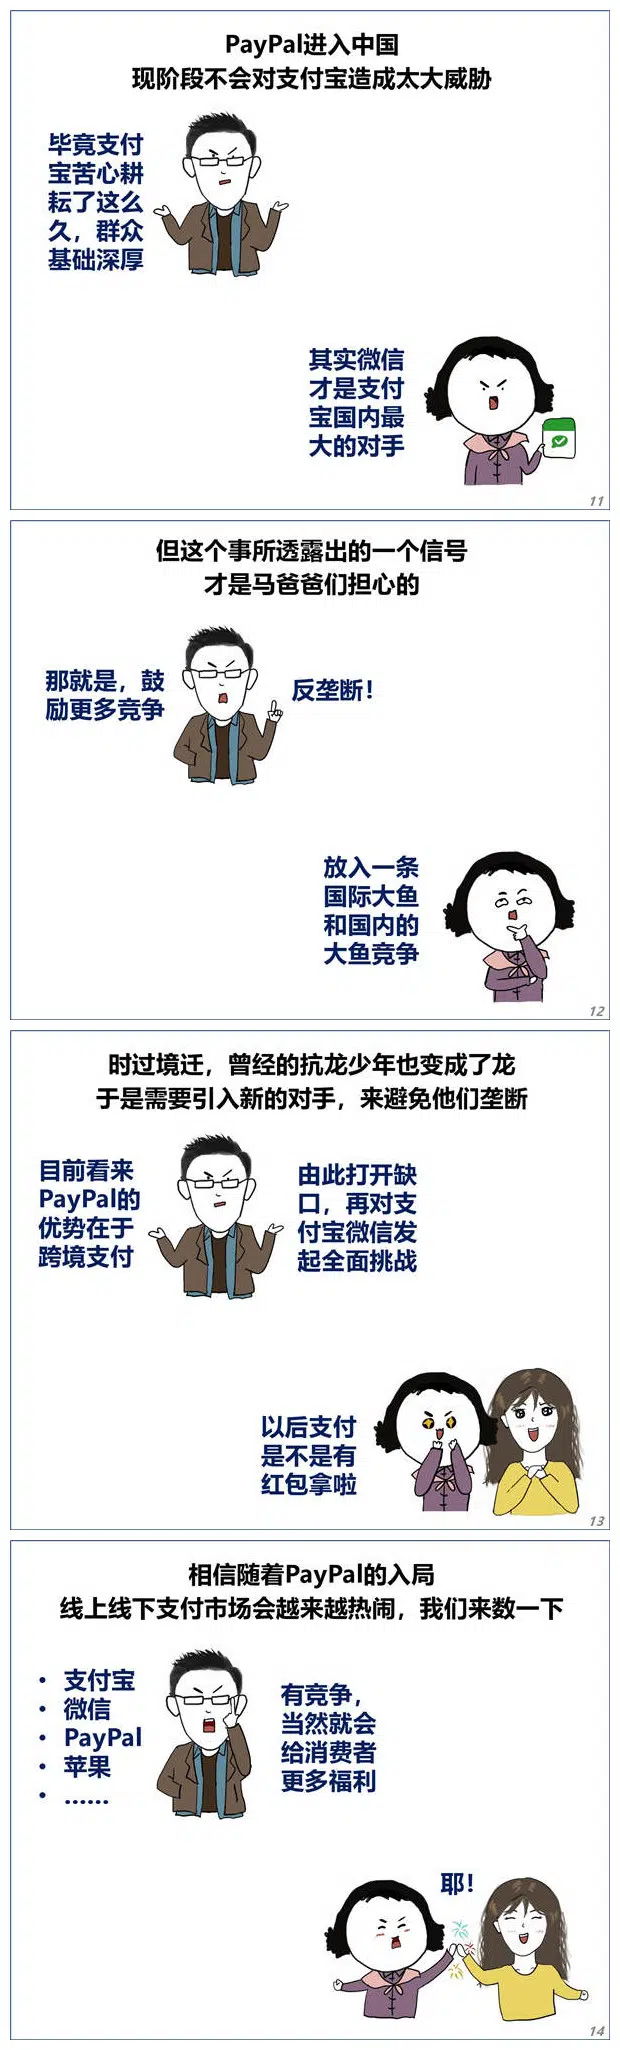 PayPal进入中国
现阶段不会对支付宝造成太大威胁
毕竟支付
宝苦心耕
耘了这么
久，群众
基础深厚
其实微信
才是支付
宝国内最
大的对手
11
但这个事所透露出的一个信号
才是马爸爸们担心的
那就是，鼓
励更多竞争
反垄断！
放入一条
国际大鱼
和国内的
大鱼竞争
12
时过境迁，曾经的抗龙少年也变成了龙
于是需要引入新的对手，来避免他们垄断
目前看来
PayPal的
优势在于
跨境支付
由此打开缺
口，再对支
付宝微信发
起全面挑战
以后支付
是不是有
红包拿啦
13
相信随着PayPal的入局
线上线下支付市场会越来越热闹，我们来数一下
• 支付宝
• 微信
• PayPal
• 苹果
• ……
有竞争，
当然就会
给消费者
更多福利
耶！
14